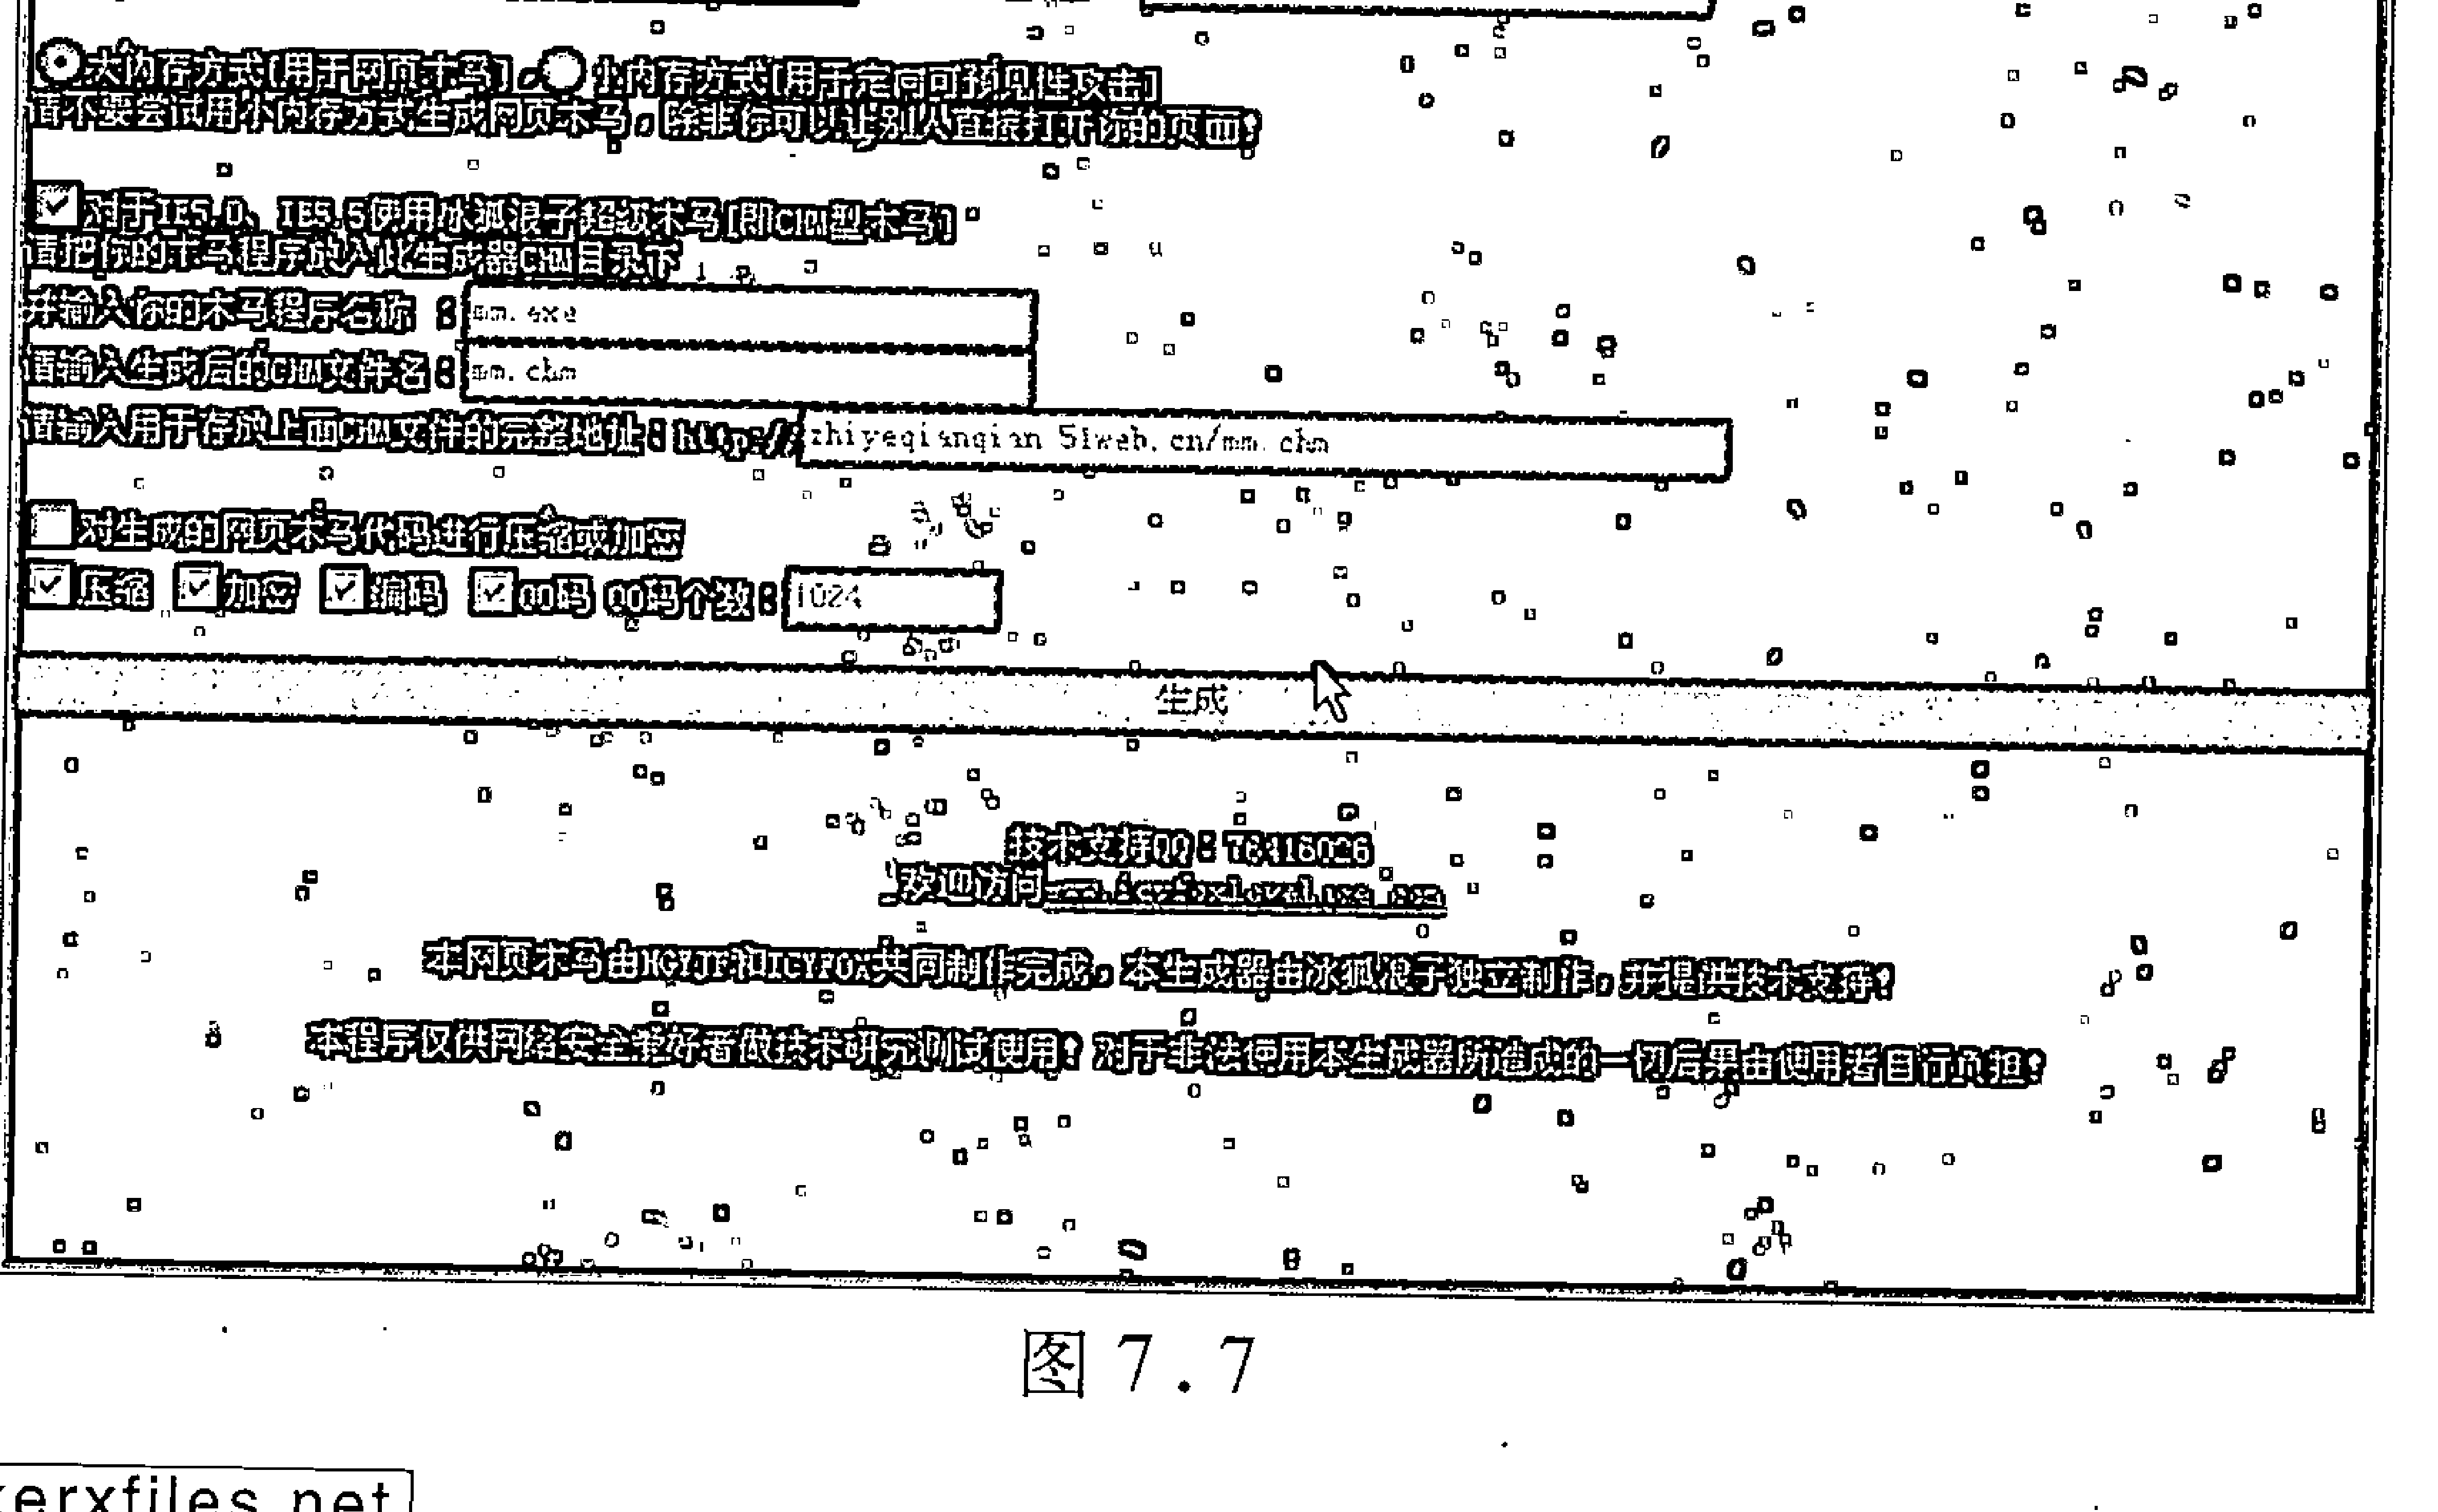 大内存方式[用于网页木马],小内存方式[用于定向可预见性攻击]
请不要尝试用小内存方式生成网页木马,除非你可以让别人直接打开你的页面!
对于IE5.0、IE5.5使用冰狐浪子超级木马[即CHM型木马]
请把你的木马程序放入此生成器CHM目录下
并输入你的木马程序名称:mm.exe
请输入生成后的CHM文件名:mm.chm
请输入用于存放上面CHM文件的完整地址:http://zhiyeqianqian 51web.cn/mm.chm
对生成的网页木马代码进行压缩或加密
压缩 加密 编码 00码 00码个数:1024
生成
技术支持QQ:
欢迎访问
本网页木马由 和ICYFOX共同制作完成,本生成器由冰狐浪子独立制作,并提供技术支持!
本程序仅供网络安全爱好者做技术研究测试使用!对于非法使用本生成器所造成的一切后果由使用者自行负担!
图 7.7
erxfiles.net